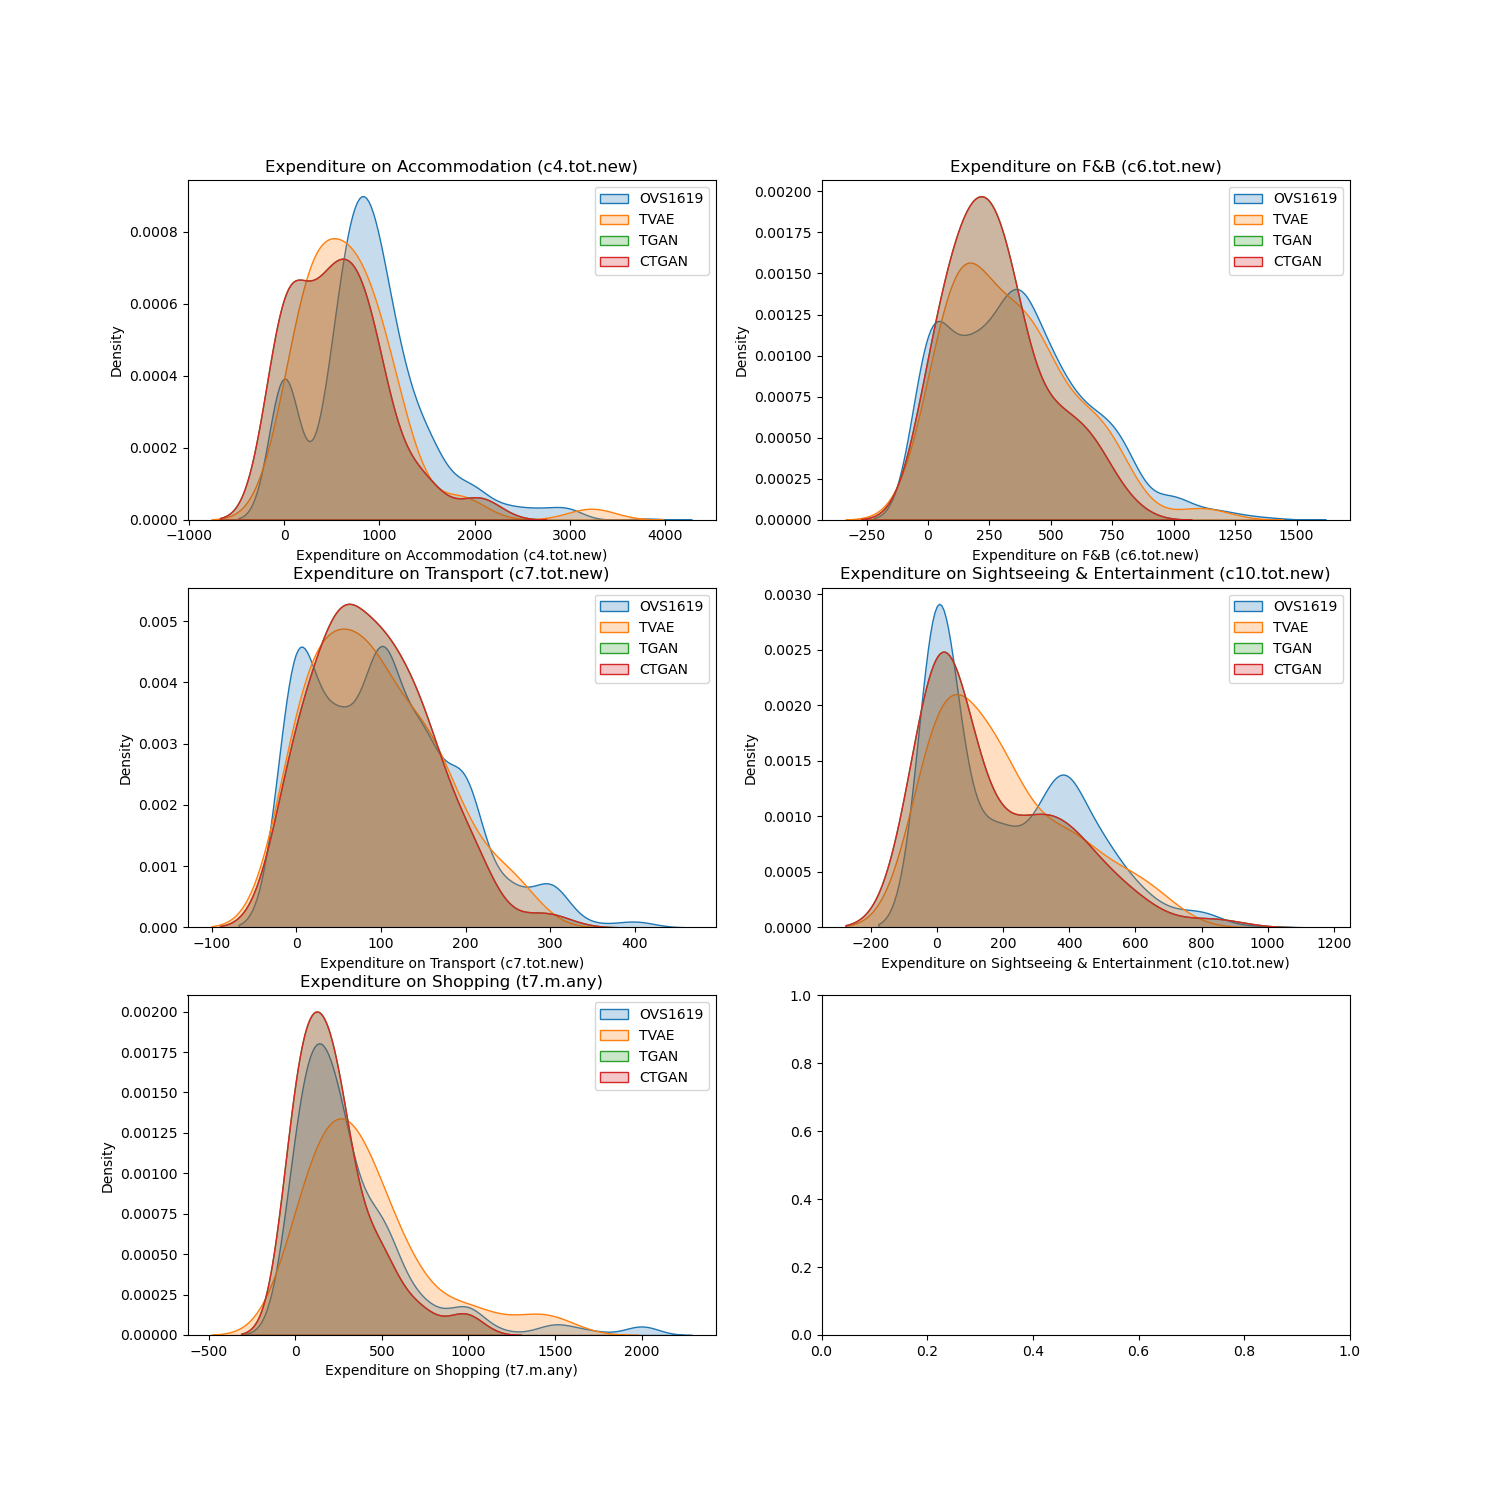 Expenditure on Accommodation (c4.tot.new)
Density
0.0008
0.0006
0.0004
0.0002
0.0000
−1000 0 1000 2000 3000 4000
Expenditure on Accommodation (c4.tot.new)
OVS1619
TVAE
TGAN
CTGAN
Expenditure on F&B (c6.tot.new)
Density
0.00200
0.00175
0.00150
0.00125
0.00100
0.00075
0.00050
0.00025
0.00000
−250 0 250 500 750 1000 1250 1500
Expenditure on F&B (c6.tot.new)
OVS1619
TVAE
TGAN
CTGAN
Expenditure on Transport (c7.tot.new)
Density
0.005
0.004
0.003
0.002
0.001
0.000
−100 0 100 200 300 400
Expenditure on Transport (c7.tot.new)
OVS1619
TVAE
TGAN
CTGAN
Expenditure on Sightseeing & Entertainment (c10.tot.new)
Density
0.0030
0.0025
0.0020
0.0015
0.0010
0.0005
0.0000
−200 0 200 400 600 800 1000 1200
Expenditure on Sightseeing & Entertainment (c10.tot.new)
OVS1619
TVAE
TGAN
CTGAN
Expenditure on Shopping (t7.m.any)
Density
0.00200
0.00175
0.00150
0.00125
0.00100
0.00075
0.00050
0.00025
0.00000
−500 0 500 1000 1500 2000
Expenditure on Shopping (t7.m.any)
OVS1619
TVAE
TGAN
CTGAN
1.0
0.8
0.6
0.4
0.2
0.0
0.0 0.2 0.4 0.6 0.8 1.0